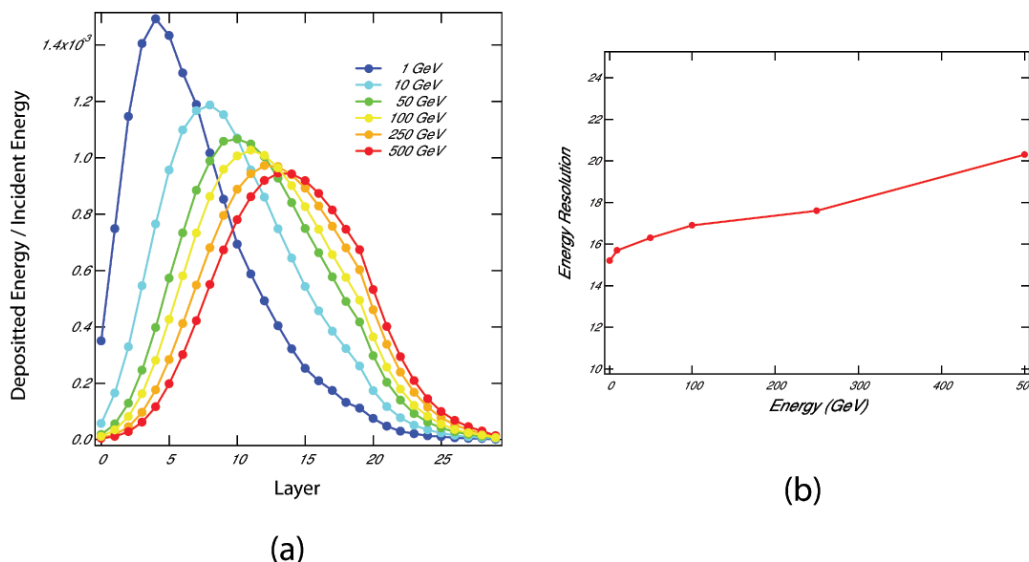 1.4x10⁻³
1.2
1.0
0.8
0.6
0.4
0.2
0.0
Depositted Energy / Incident Energy
1 GeV
10 GeV
50 GeV
100 GeV
250 GeV
500 GeV
0 5 10 15 20 25
Layer
(a)
24
22
20
18
16
14
12
10
Energy Resolution
0 100 200 300 400 500
Energy (GeV)
(b)